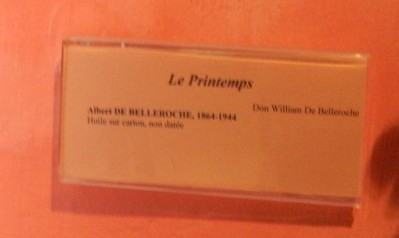 Le Printemps
Albert DE BELLEROCHE, 1864-1944
Don William De Belleroche
Huile sur carton, non datée